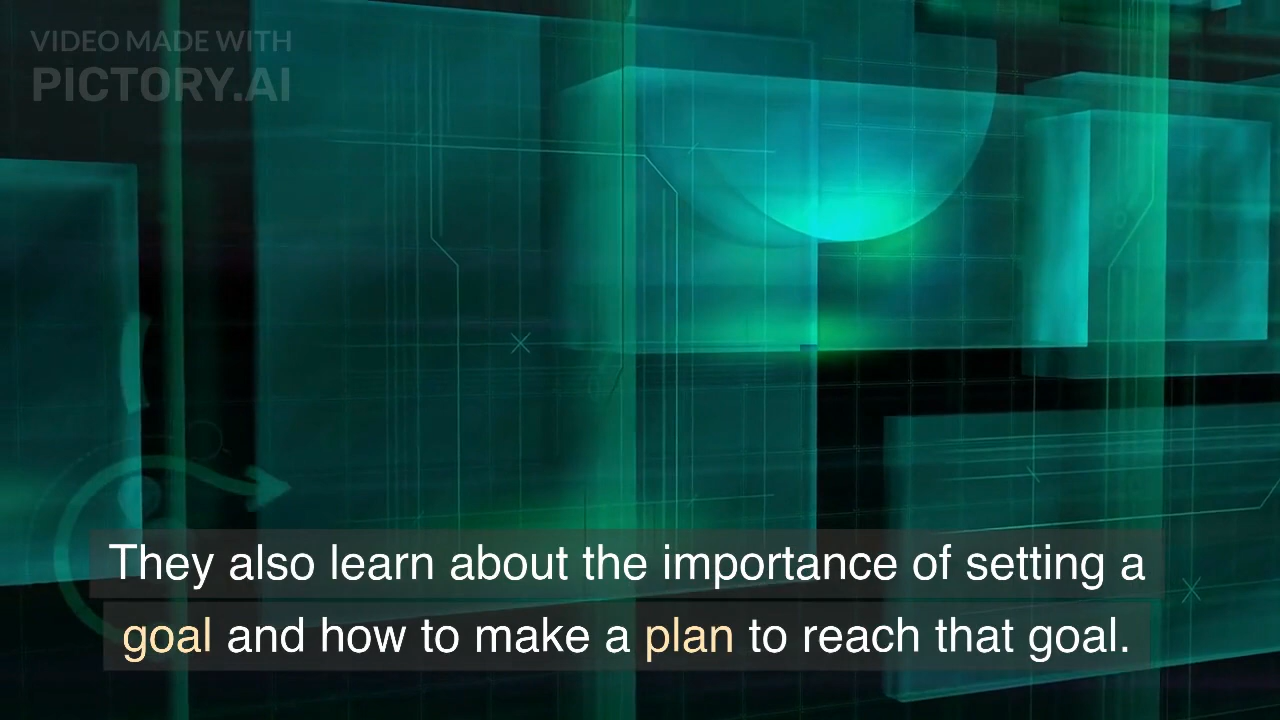 VIDEO MADE WITH
PICTORY.AI
They also learn about the importance of setting a
goal and how to make a plan to reach that goal.